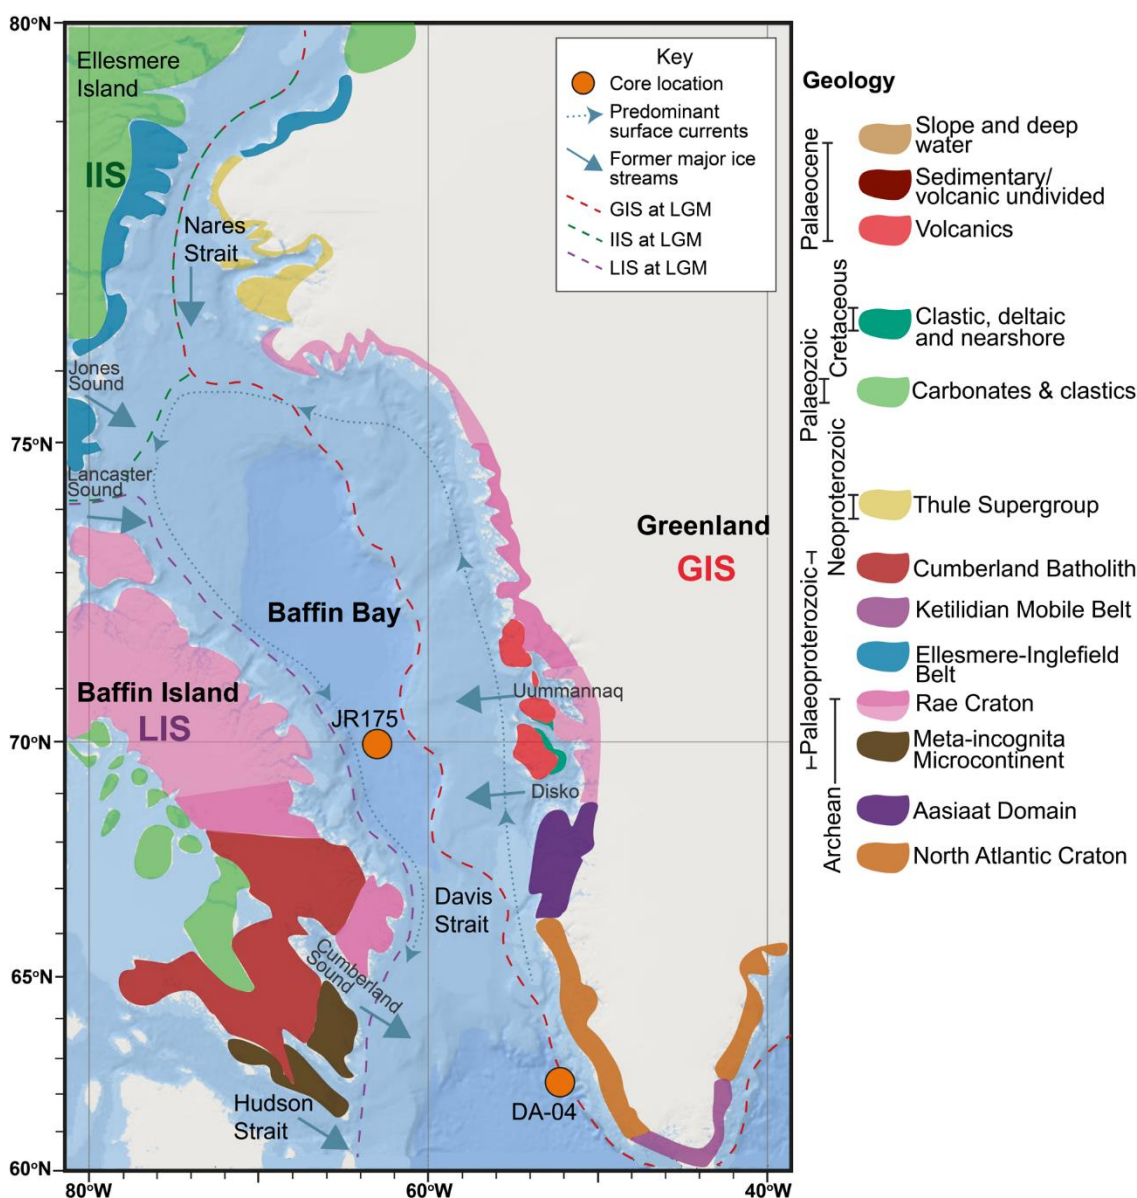 80°N
75°N
70°N
65°N
60°N
80°W
60°W
40°W
Ellesmere
Island
IIS
Nares
Strait
Jones
Sound
Lancaster
Sound
Baffin Bay
Baffin Island
LIS
JR175
Greenland
GIS
Uummannaq
Disko
Davis
Strait
Cumberland
Sound
Hudson
Strait
DA-04
Key
Core location
Predominant
surface currents
Former major ice
streams
GIS at LGM
IIS at LGM
LIS at LGM
Geology
Palaeocene
Slope and deep
water
Sedimentary/
volcanic undivided
Volcanics
Cretaceous
Clastic, deltaic
and nearshore
Palaeozoic
Carbonates & clastics
Neoproterozoic
Thule Supergroup
Palaeoproterozoic
Cumberland Batholith
Ketilidian Mobile Belt
Ellesmere-Inglefield
Belt
Rae Craton
Archean
Meta-incognita
Microcontinent
Aasiaat Domain
North Atlantic Craton